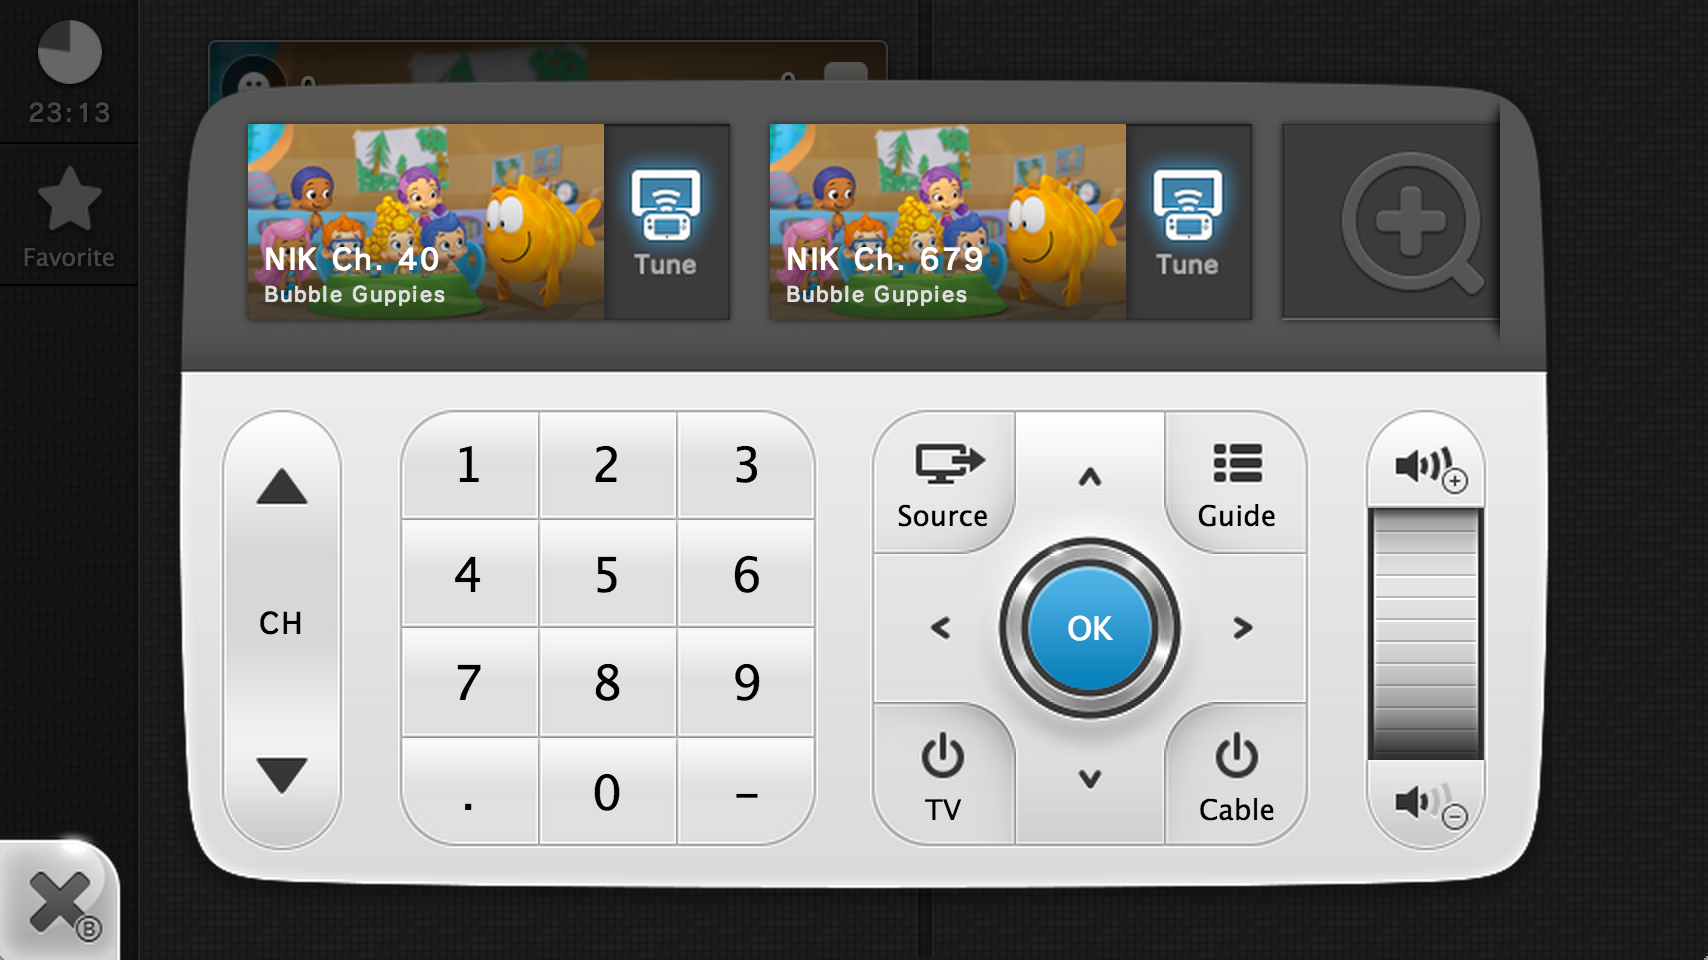 23:13
Favorite
NIK Ch. 40
Bubble Guppies
Tune
NIK Ch. 679
Bubble Guppies
Tune
CH
1 2 3
4 5 6
7 8 9
. 0 –
Source
Guide
<
OK
>
TV
Cable
B